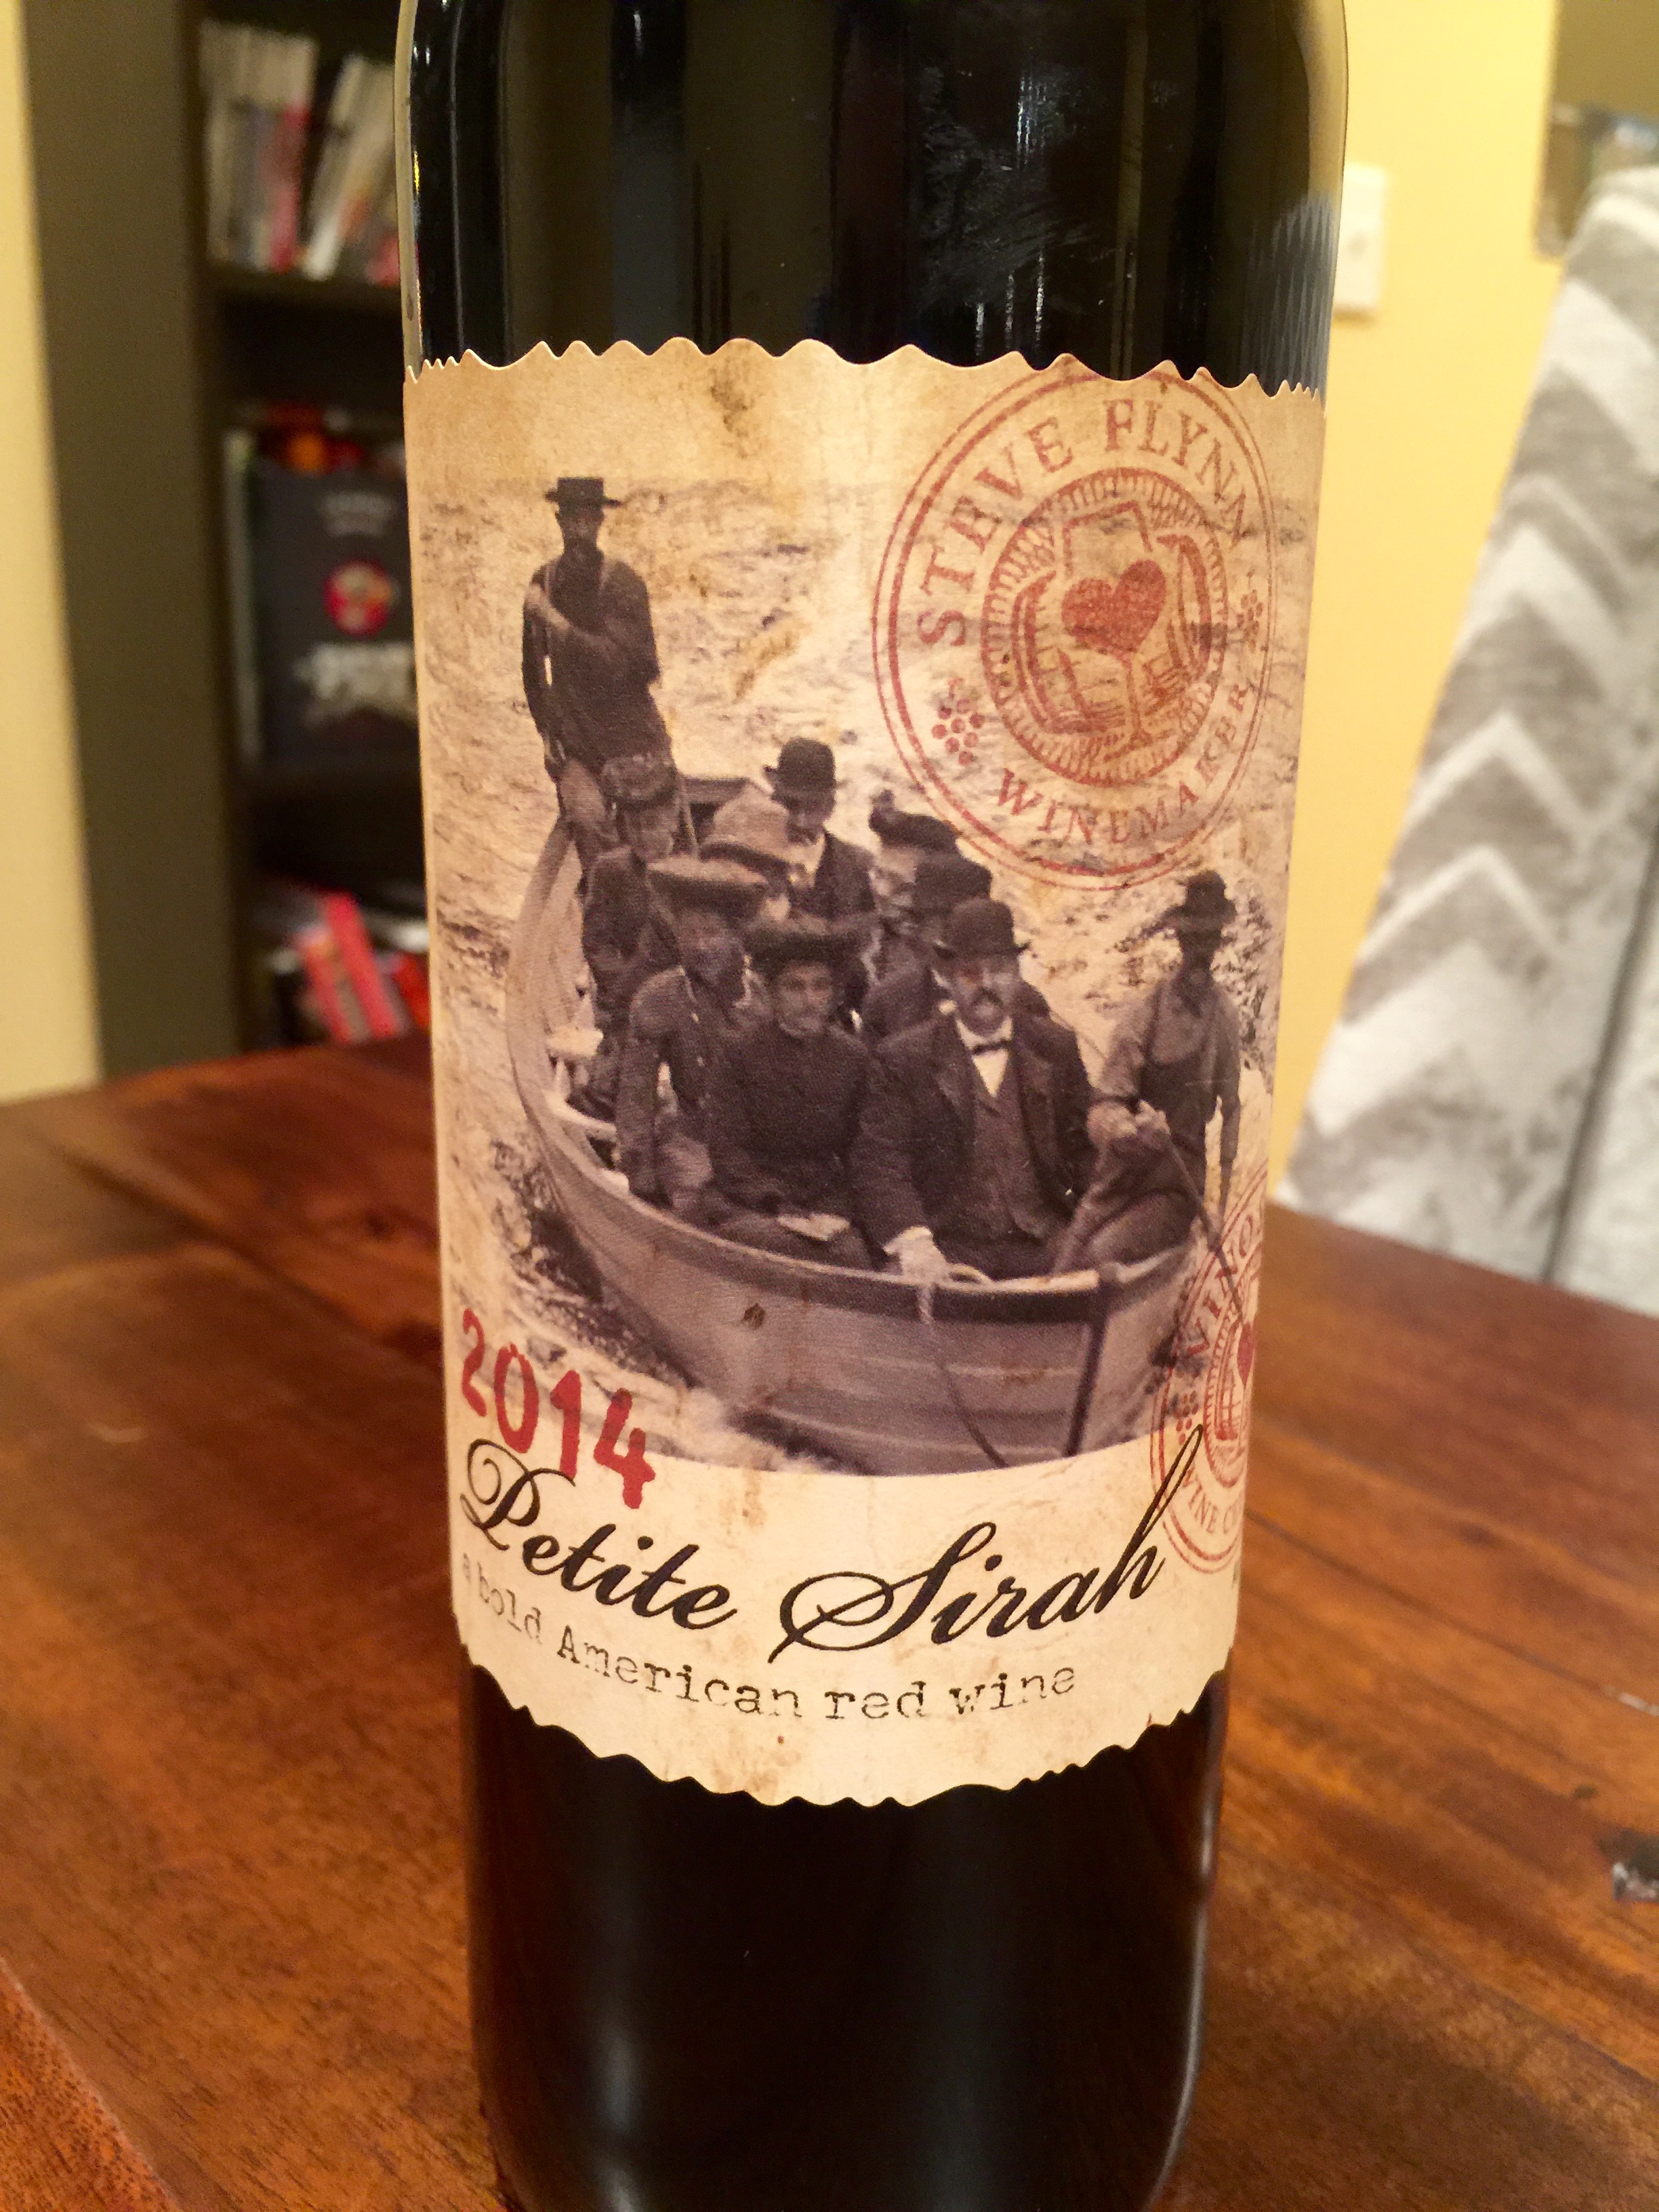 STEVE FLYNN
WINEMAKER
2014
Petite Sirah
a bold American red wine